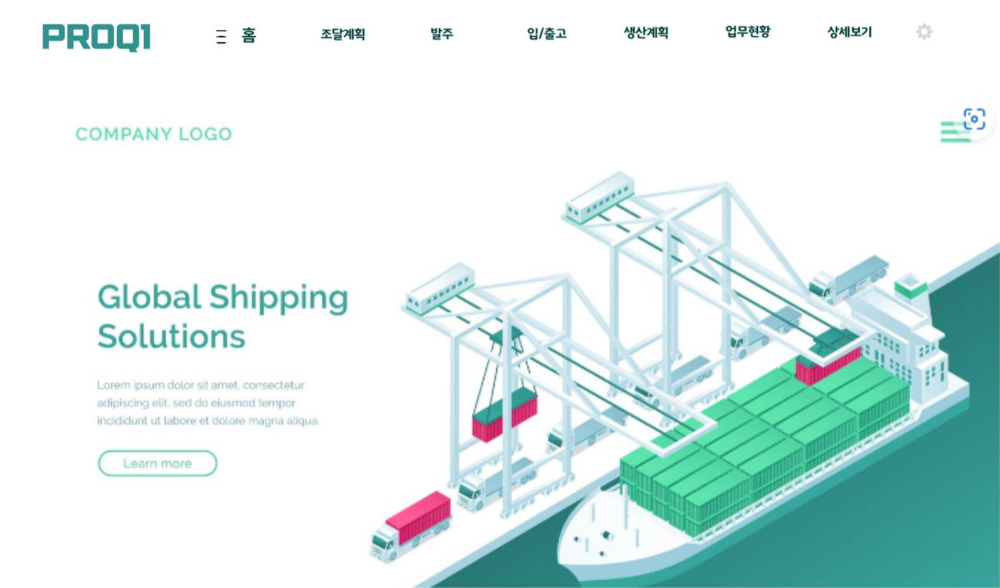 PROQ1
홈
조달계획
발주
입/출고
생산계획
업무현황
상세보기
COMPANY LOGO
Global Shipping
Solutions
Lorem ipsum dolor sit amet, consectetur
adipiscing elit, sed do eiusmod tempor
incididunt ut labore et dolore magna aliqua.
Learn more